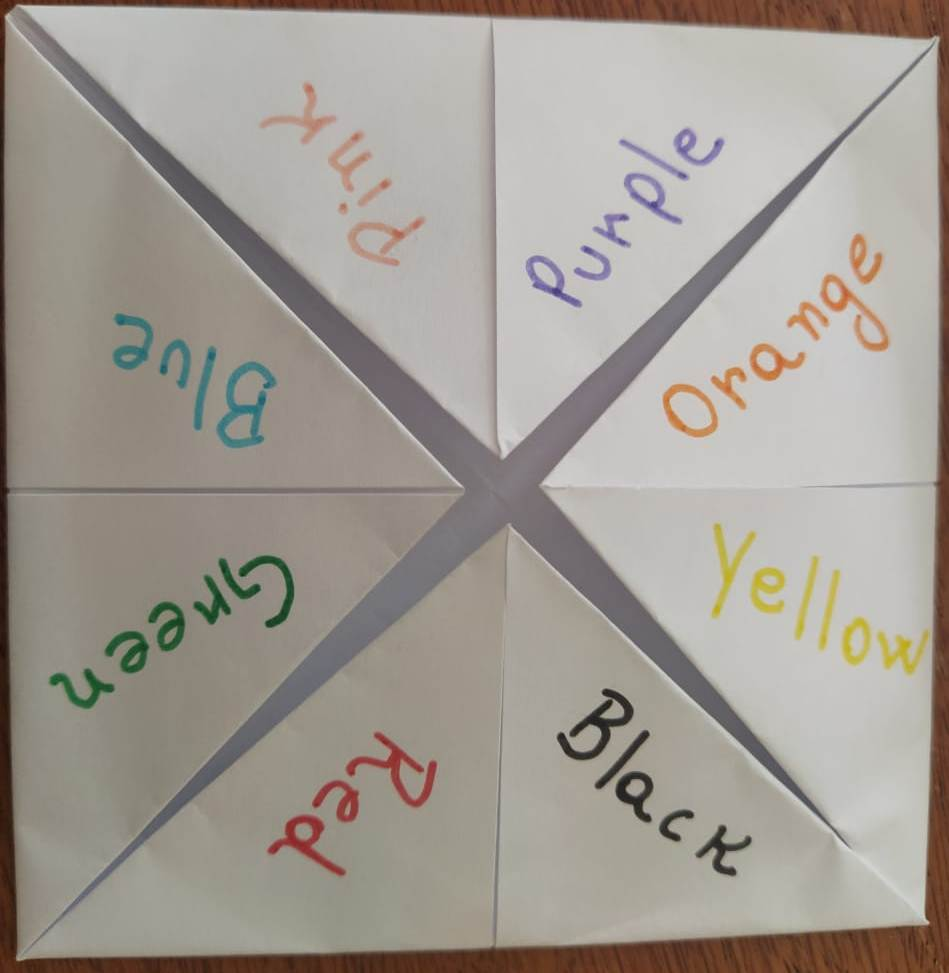 Pink
Purple
Orange
Yellow
Black
Red
Green
Blue